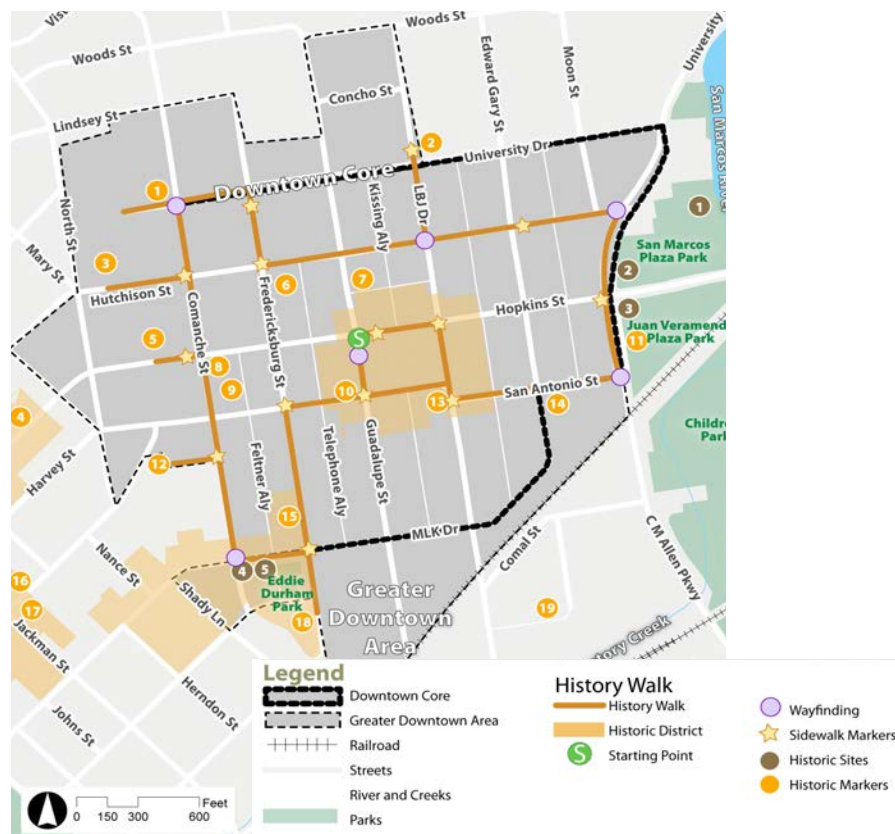 Woods St
Woods St
Concho St
Lindsey St
University Dr
University
San Marcos River
Edward Gary St
Moon St
2
Downtown Core
1
LBJ Dr
Kissing Aly
North St
Mary St
3
1
San Marcos
Plaza Park
2
6
7
Hutchison St
Comanche St
Fredericksburg St
Hopkins St
3
Juan Veramend
Plaza Park
11
S
5
8
9
10
13
San Antonio St
14
4
Harvey St
12
Feltner Aly
Telephone Aly
Guadalupe St
Childre
Park
15
MLK Dr
Comal St
C M Allen Pkwy
Nance St
Shady Ln
4
5
Eddie
Durham
Park
18
Greater
Downtown
Area
16
17
19
Jackman St
Herndon St
Johns St
tory Creek
Legend
Downtown Core
Greater Downtown Area
Railroad
Streets
River and Creeks
Parks
History Walk
History Walk
Historic District
S
Starting Point
Wayfinding
Sidewalk Markers
Historic Sites
Historic Markers
0 150 300 600
Feet